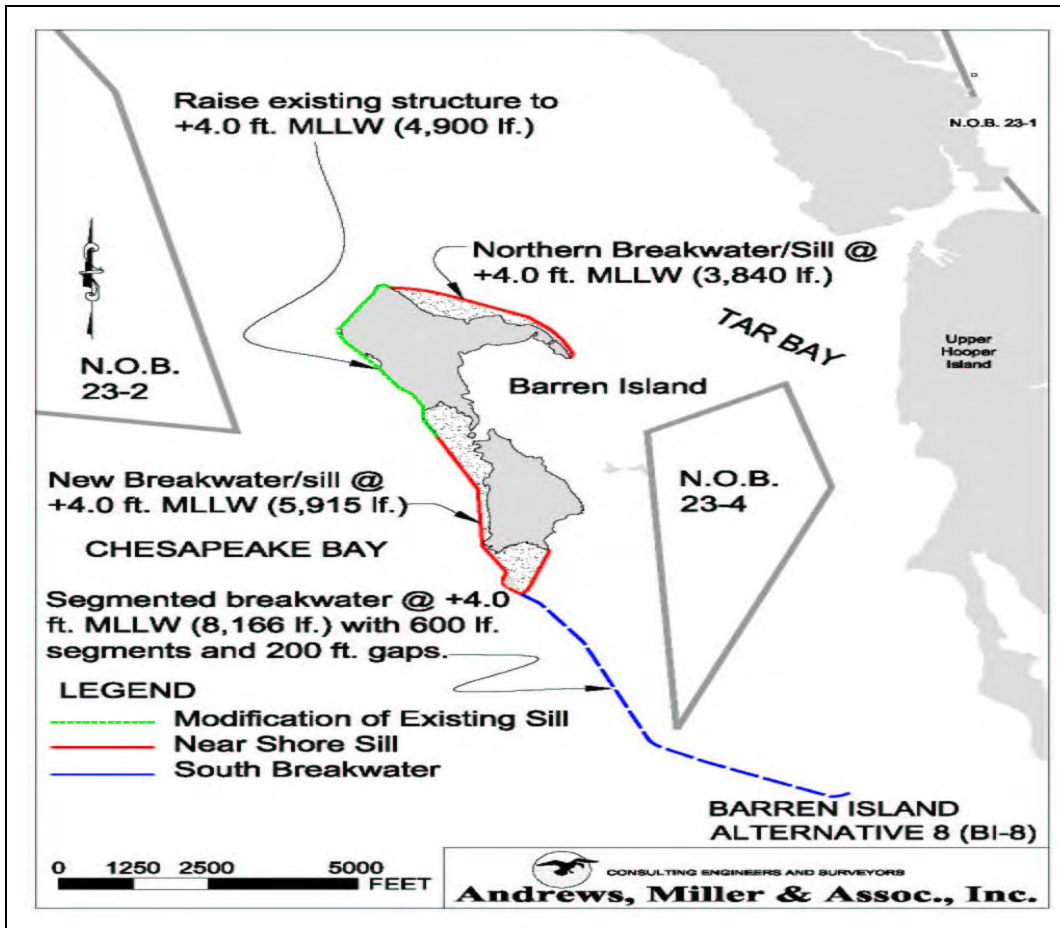 Raise existing structure to
+4.0 ft. MLLW (4,900 lf.)
N.O.B. 23-1
Northern Breakwater/Sill @
+4.0 ft. MLLW (3,840 lf.)
TAR BAY
Upper
Hooper
Island
N.O.B.
23-2
Barren Island
N.O.B.
23-4
New Breakwater/sill @
+4.0 ft. MLLW (5,915 lf.)
CHESAPEAKE BAY
Segmented breakwater @ +4.0
ft. MLLW (8,166 lf.) with 600 lf.
segments and 200 ft. gaps.
LEGEND
Modification of Existing Sill
Near Shore Sill
South Breakwater
BARREN ISLAND
ALTERNATIVE 8 (BI-8)
0 1250 2500 5000
FEET
CONSULTING ENGINEERS AND SURVEYORS
Andrews, Miller & Assoc., Inc.